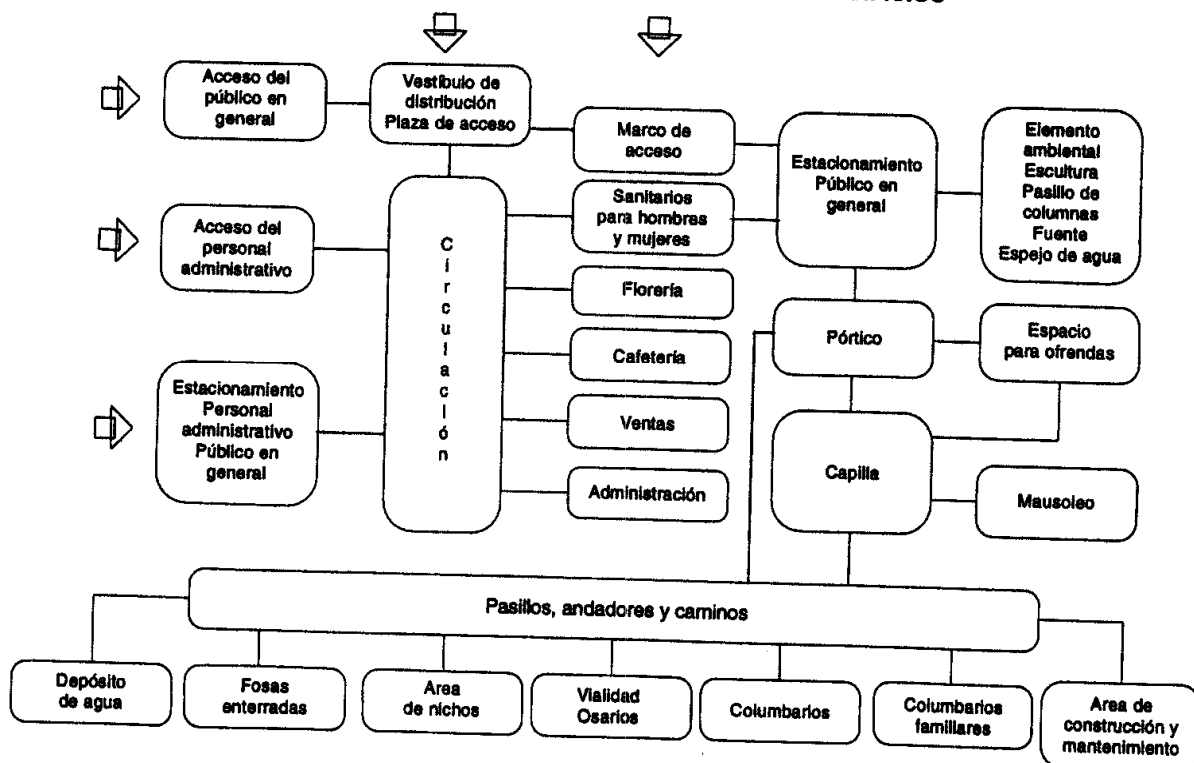 Acceso del
público en
general
Vestíbulo de
distribución
Plaza de acceso
Marco de
acceso
Estacionamiento
Público en
general
Elemento
ambiental
Escultura
Pasillo de
columnas
Fuente
Espejo de agua
Acceso del
personal
administrativo
Círculación
Sanitarios
para hombres
y mujeres
Florería
Cafetería
Ventas
Administración
Pórtico
Espacio
para ofrendas
Estacionamiento
Personal
administrativo
Público en
general
Capilla
Mausoleo
Pasillos, andadores y caminos
Depósito
de agua
Fosas
enterradas
Area
de nichos
Vialidad
Osarios
Columbarios
Columbarios
familiares
Area de
construcción y
mantenimiento